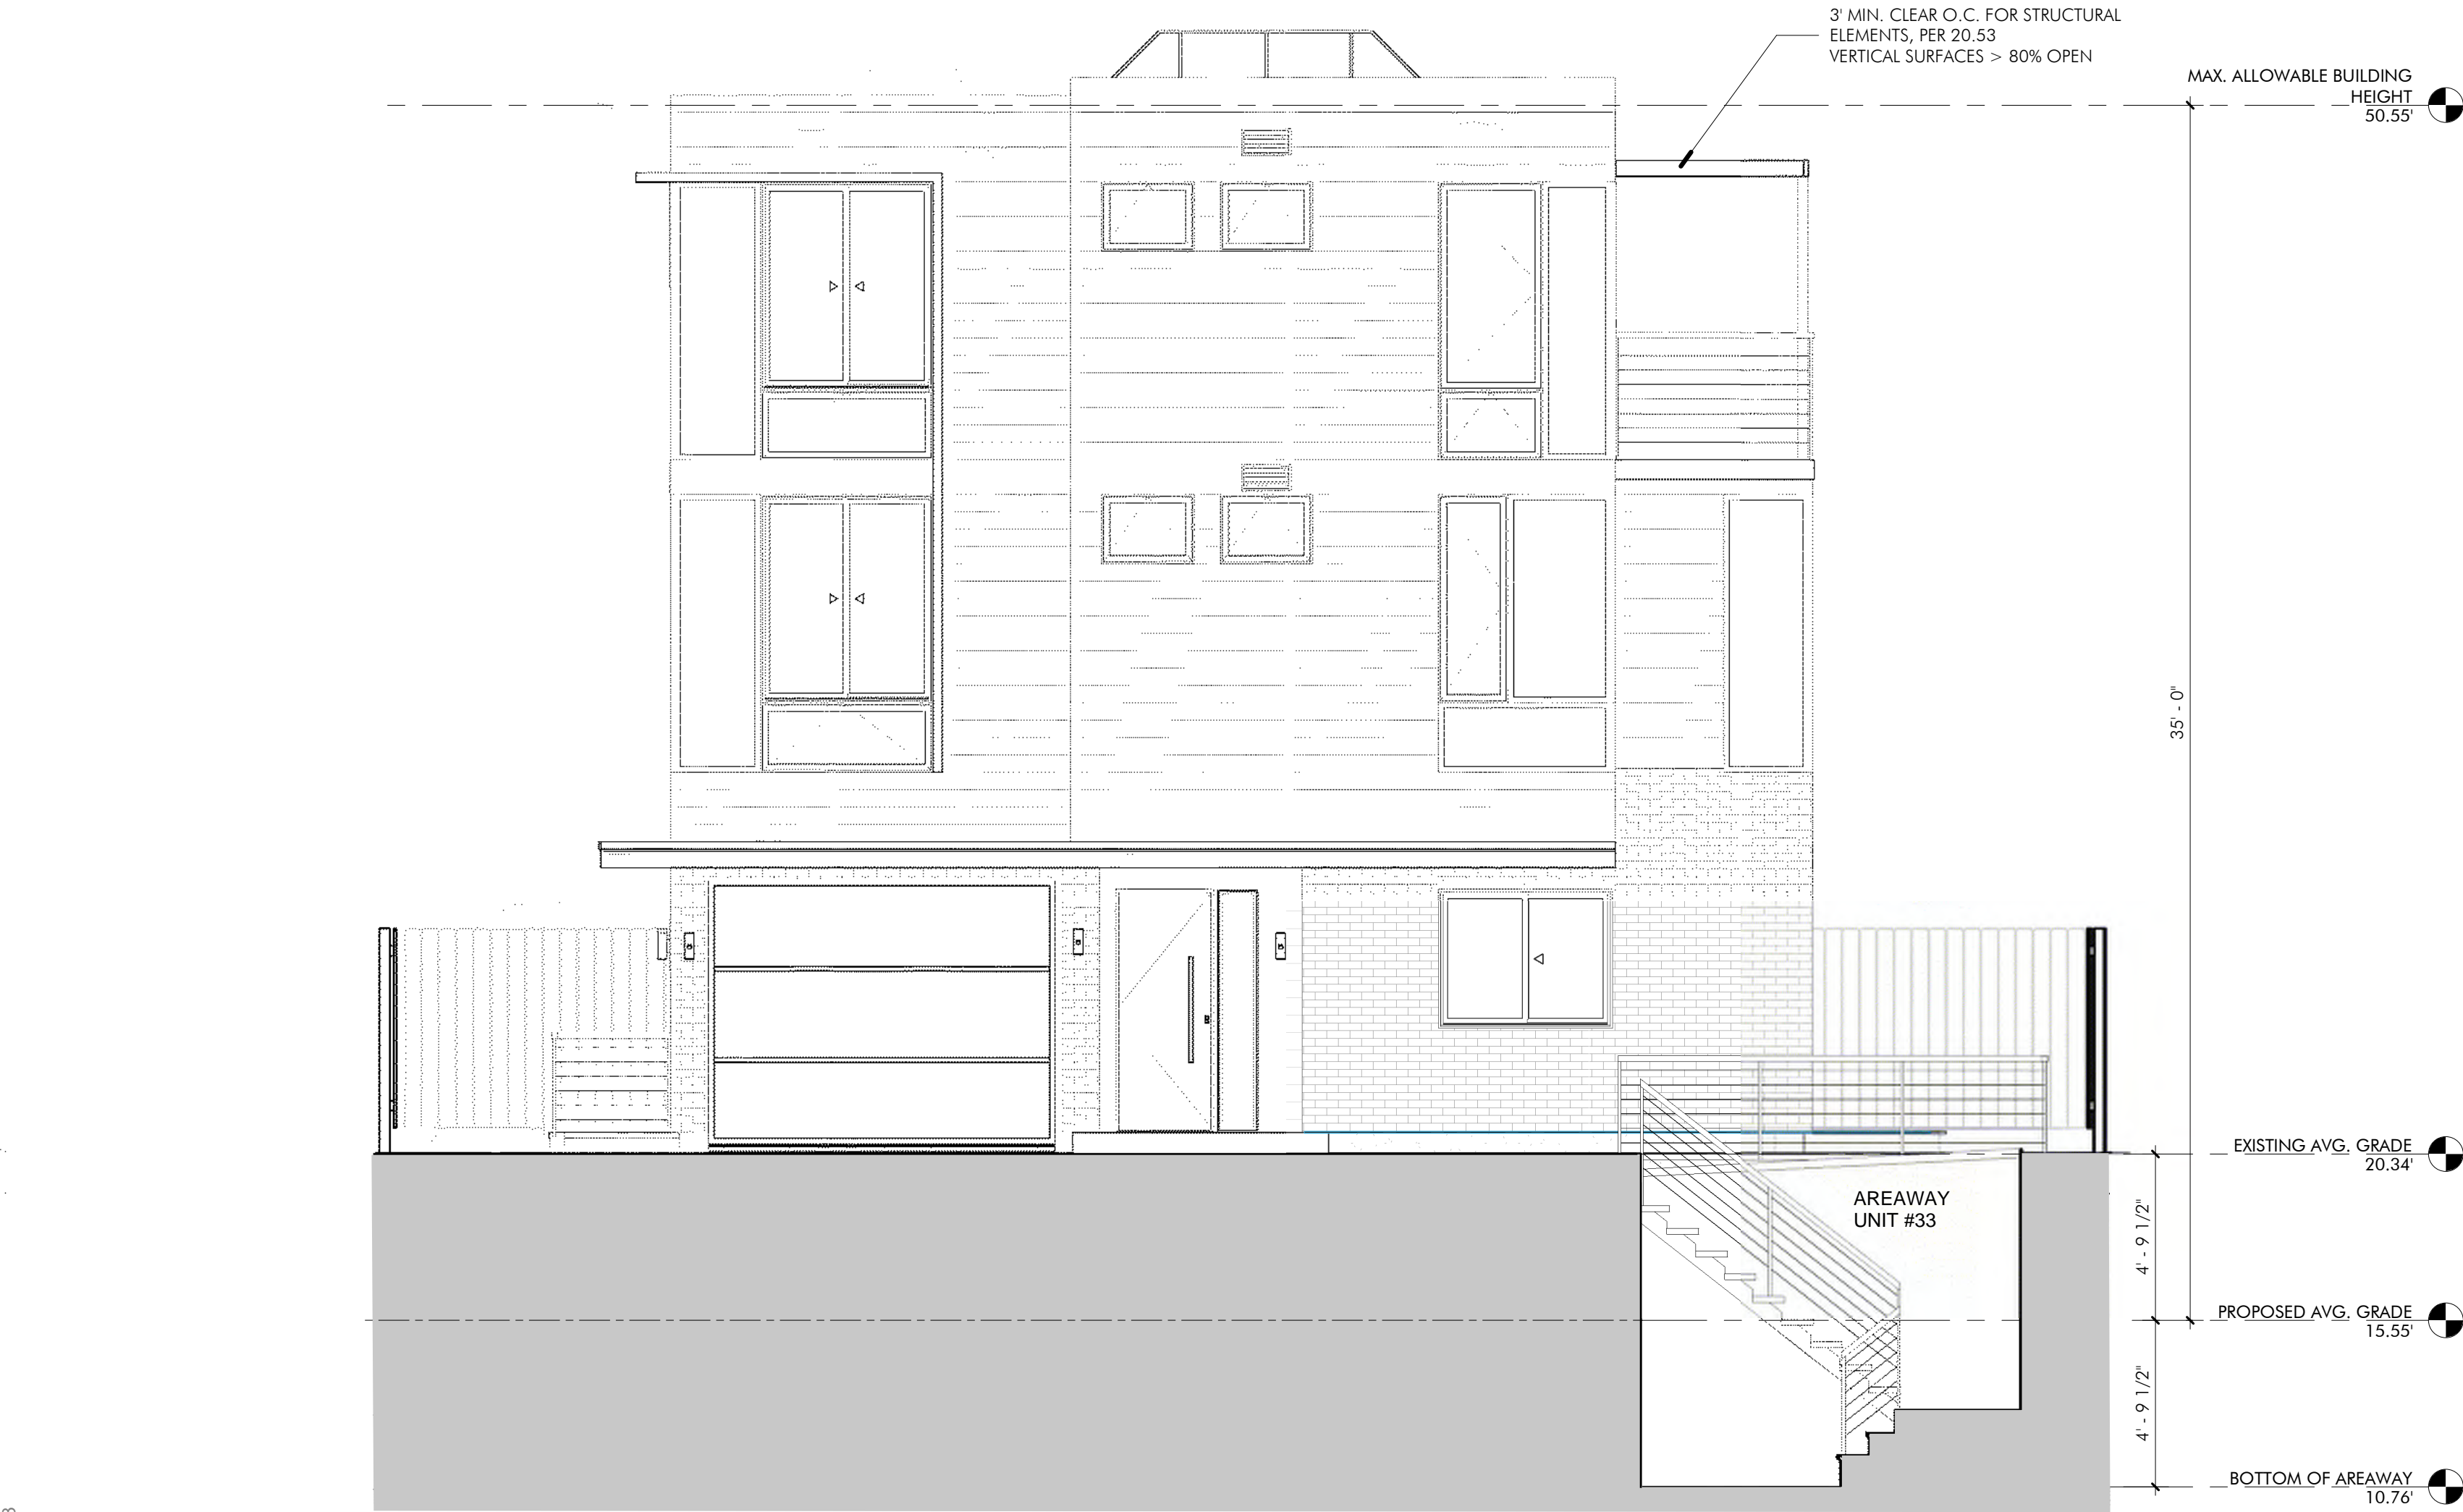 3' MIN. CLEAR O.C. FOR STRUCTURAL
ELEMENTS, PER 20.53
VERTICAL SURFACES > 80% OPEN
MAX. ALLOWABLE BUILDING
HEIGHT
50.55'
35' - 0"
EXISTING AVG. GRADE
20.34'
AREAWAY
UNIT #33
4' - 9 1/2"
PROPOSED AVG. GRADE
15.55'
4' - 9 1/2"
BOTTOM OF AREAWAY
10.76'